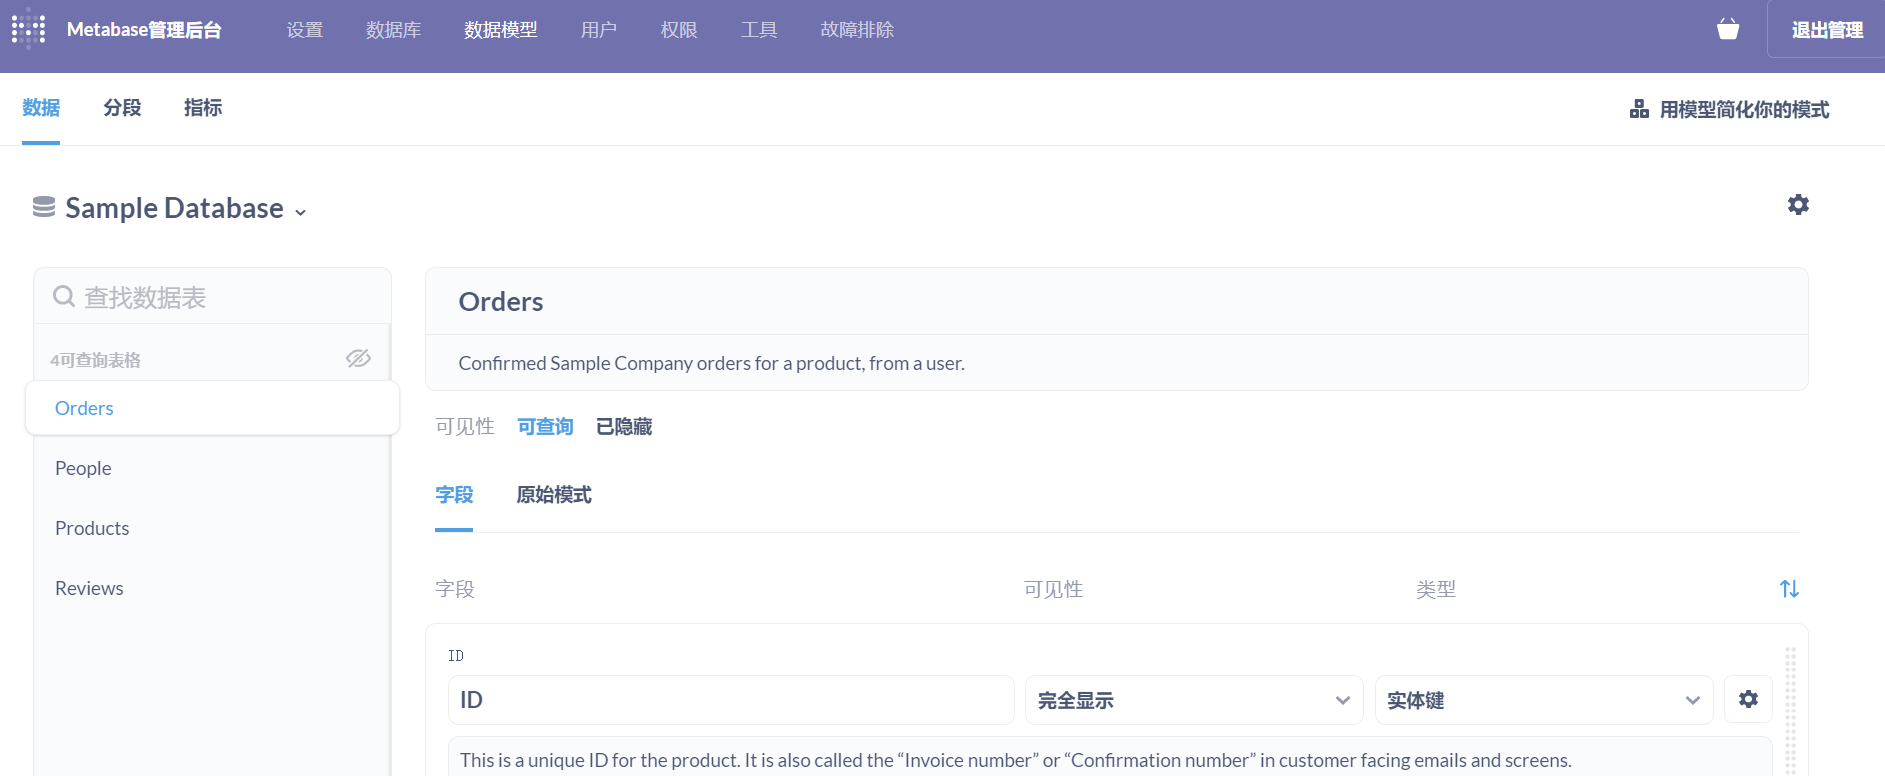 Metabase管理后台 设置 数据库 数据模型 用户 权限 工具 故障排除 退出管理
数据 分段 指标 用模型简化你的模式
Sample Database
查找数据表
4可查询表格
Orders
People
Products
Reviews
Orders
Confirmed Sample Company orders for a product, from a user.
可见性 可查询 已隐藏
字段 原始模式
字段 可见性 类型
ID
ID 完全显示 实体键
This is a unique ID for the product. It is also called the “Invoice number” or “Confirmation number” in customer facing emails and screens.